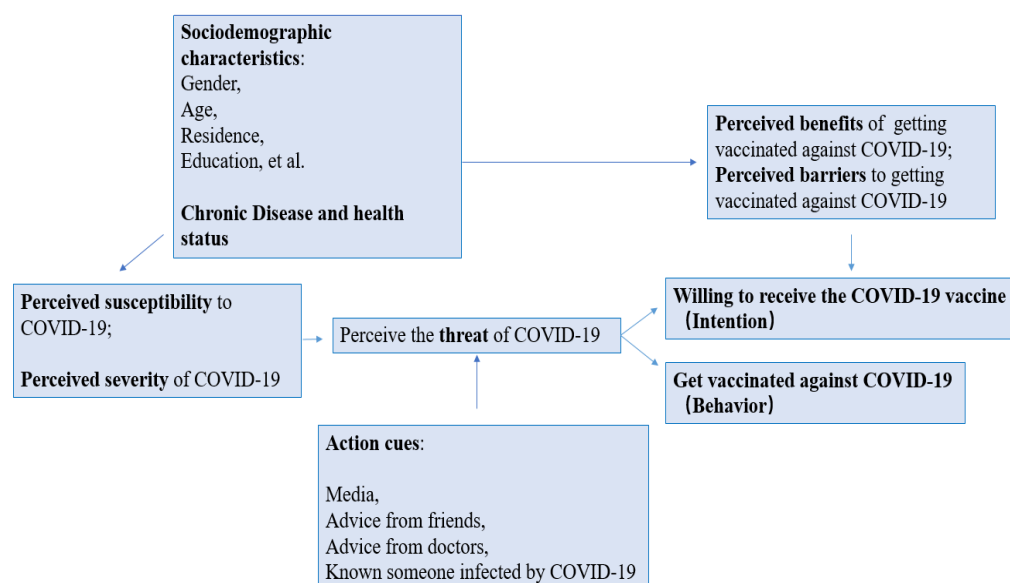 Sociodemographic
characteristics:
Gender,
Age,
Residence,
Education, et al.
Chronic Disease and health
status
Perceived benefits of getting
vaccinated against COVID-19;
Perceived barriers to getting
vaccinated against COVID-19
Perceived susceptibility to
COVID-19;
Perceived severity of COVID-19
Perceive the threat of COVID-19
Willing to receive the COVID-19 vaccine
（Intention）
Get vaccinated against COVID-19
（Behavior）
Action cues:
Media,
Advice from friends,
Advice from doctors,
Known someone infected by COVID-19